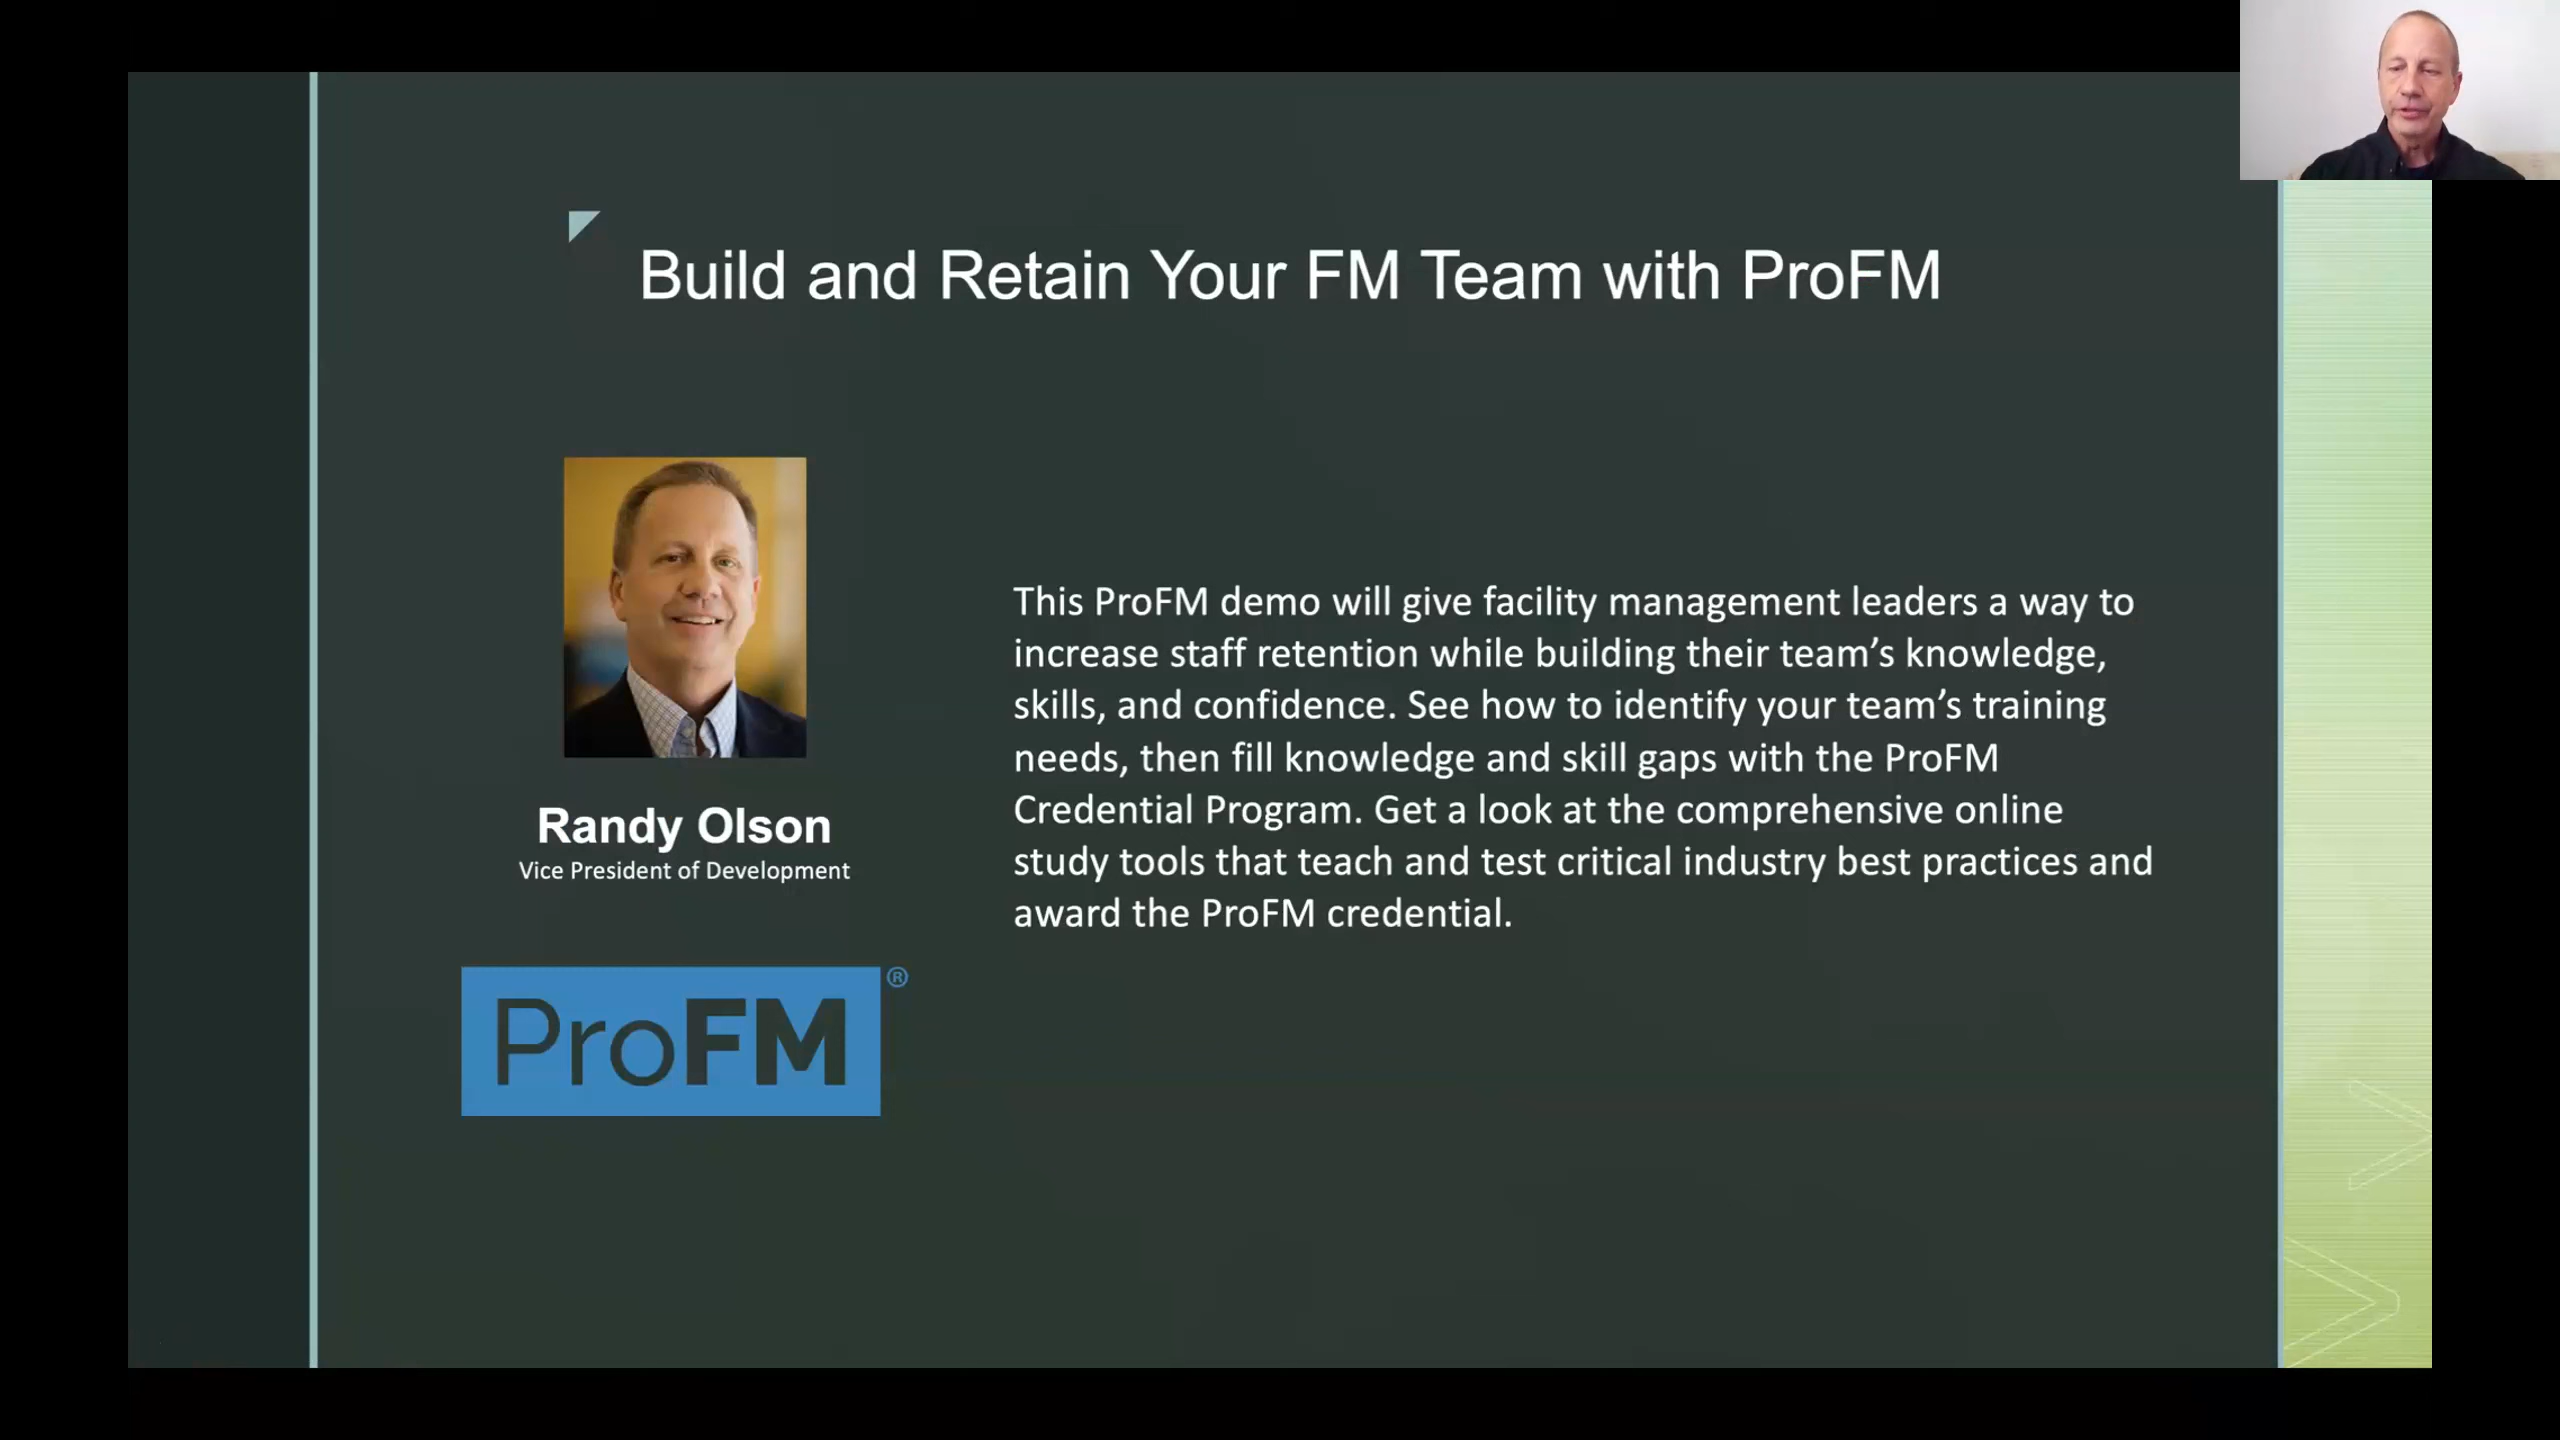 Build and Retain Your FM Team with ProFM
Randy Olson
Vice President of Development
ProFM®
This ProFM demo will give facility management leaders a way to
increase staff retention while building their team’s knowledge,
skills, and confidence. See how to identify your team’s training
needs, then fill knowledge and skill gaps with the ProFM
Credential Program. Get a look at the comprehensive online
study tools that teach and test critical industry best practices and
award the ProFM credential.